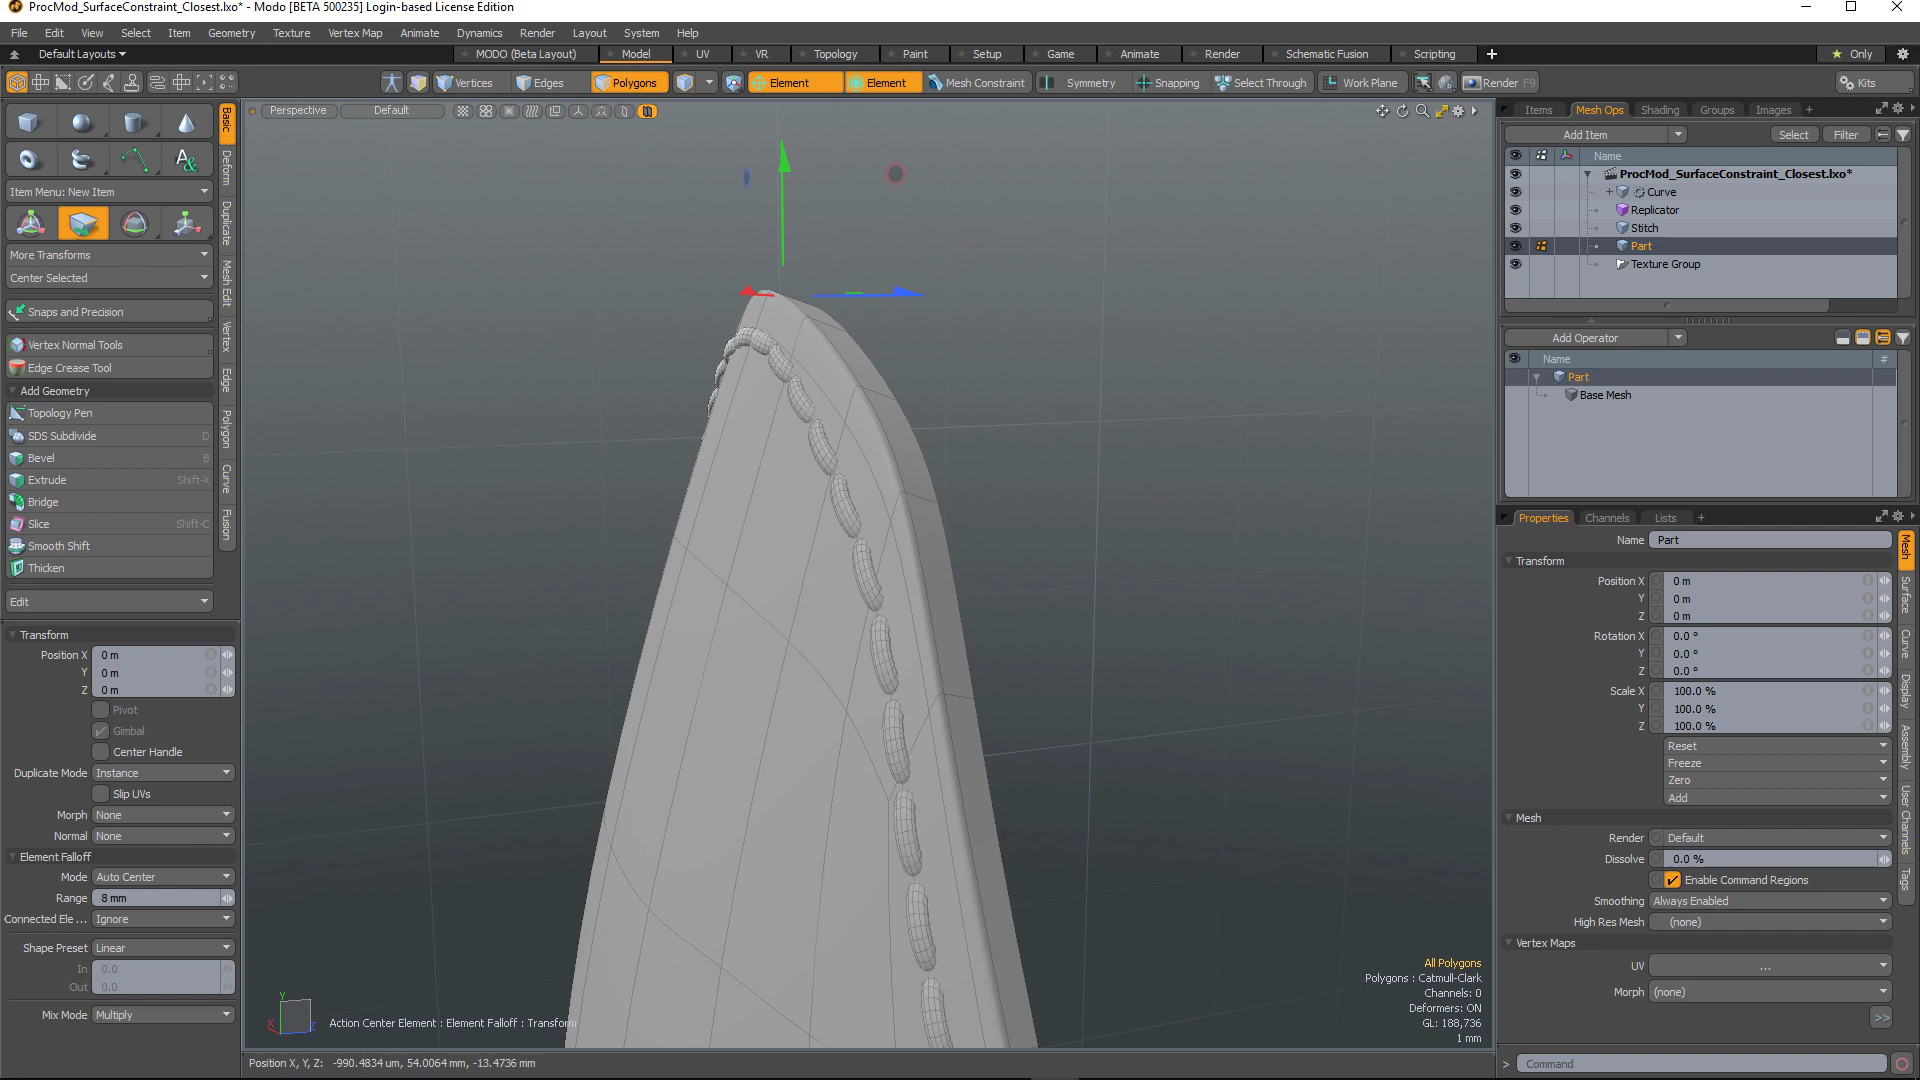 ProcMod_SurfaceConstraint_Closest.lxo* - Modo [BETA 500235] Login-based License Edition
File Edit View Select Item Geometry Texture Vertex Map Animate Dynamics Render Layout System Help
Default Layouts MODO (Beta Layout) Model UV VR Topology Paint Setup Game Animate Render Schematic Fusion Scripting + Only
Vertices Edges Polygons Element Element Mesh Constraint Symmetry Snapping Select Through Work Plane Render F9 Kits
Basic
Deform
Duplicate
Mesh Edit
Vertex
Edge
Polygon
Curve
Fusion
Item Menu: New Item
More Transforms
Center Selected
Snaps and Precision
Vertex Normal Tools
Edge Crease Tool
Add Geometry
Topology Pen
SDS Subdivide D
Bevel B
Extrude Shift-X
Bridge
Slice Shift-C
Smooth Shift
Thicken
Edit
Transform
Position X 0 m
Y 0 m
Z 0 m
Pivot
Gimbal
Center Handle
Duplicate Mode Instance
Slip UVs
Morph None
Normal None
Element Falloff
Mode Auto Center
Range 8 mm
Connected Ele ... Ignore
Shape Preset Linear
In 0.0
Out 0.0
Mix Mode Multiply
Perspective Default
Y
X
Z
Action Center Element : Element Falloff : Transform
All Polygons
Polygons : Catmull-Clark
Channels: 0
Deformers: ON
GL: 188,736
1 mm
Position X, Y, Z: -990.4834 um, 54.0064 mm, -13.4736 mm
Items Mesh Ops Shading Groups Images +
Add Item Select Filter
Name
ProcMod_SurfaceConstraint_Closest.lxo*
+ Curve
Replicator
Stitch
Part
Texture Group
Add Operator
Name #
Part
Base Mesh
Properties Channels Lists +
Name Part
Transform
Position X 0 m
Y 0 m
Z 0 m
Rotation X 0.0 °
Y 0.0 °
Z 0.0 °
Scale X 100.0 %
Y 100.0 %
Z 100.0 %
Reset
Freeze
Zero
Add
Mesh
Render Default
Dissolve 0.0 %
Enable Command Regions
Smoothing Always Enabled
High Res Mesh (none)
Vertex Maps
UV ...
Morph (none)
>>
Mesh
Surface
Curve
Display
Assembly
User Channels
Tags
> Command